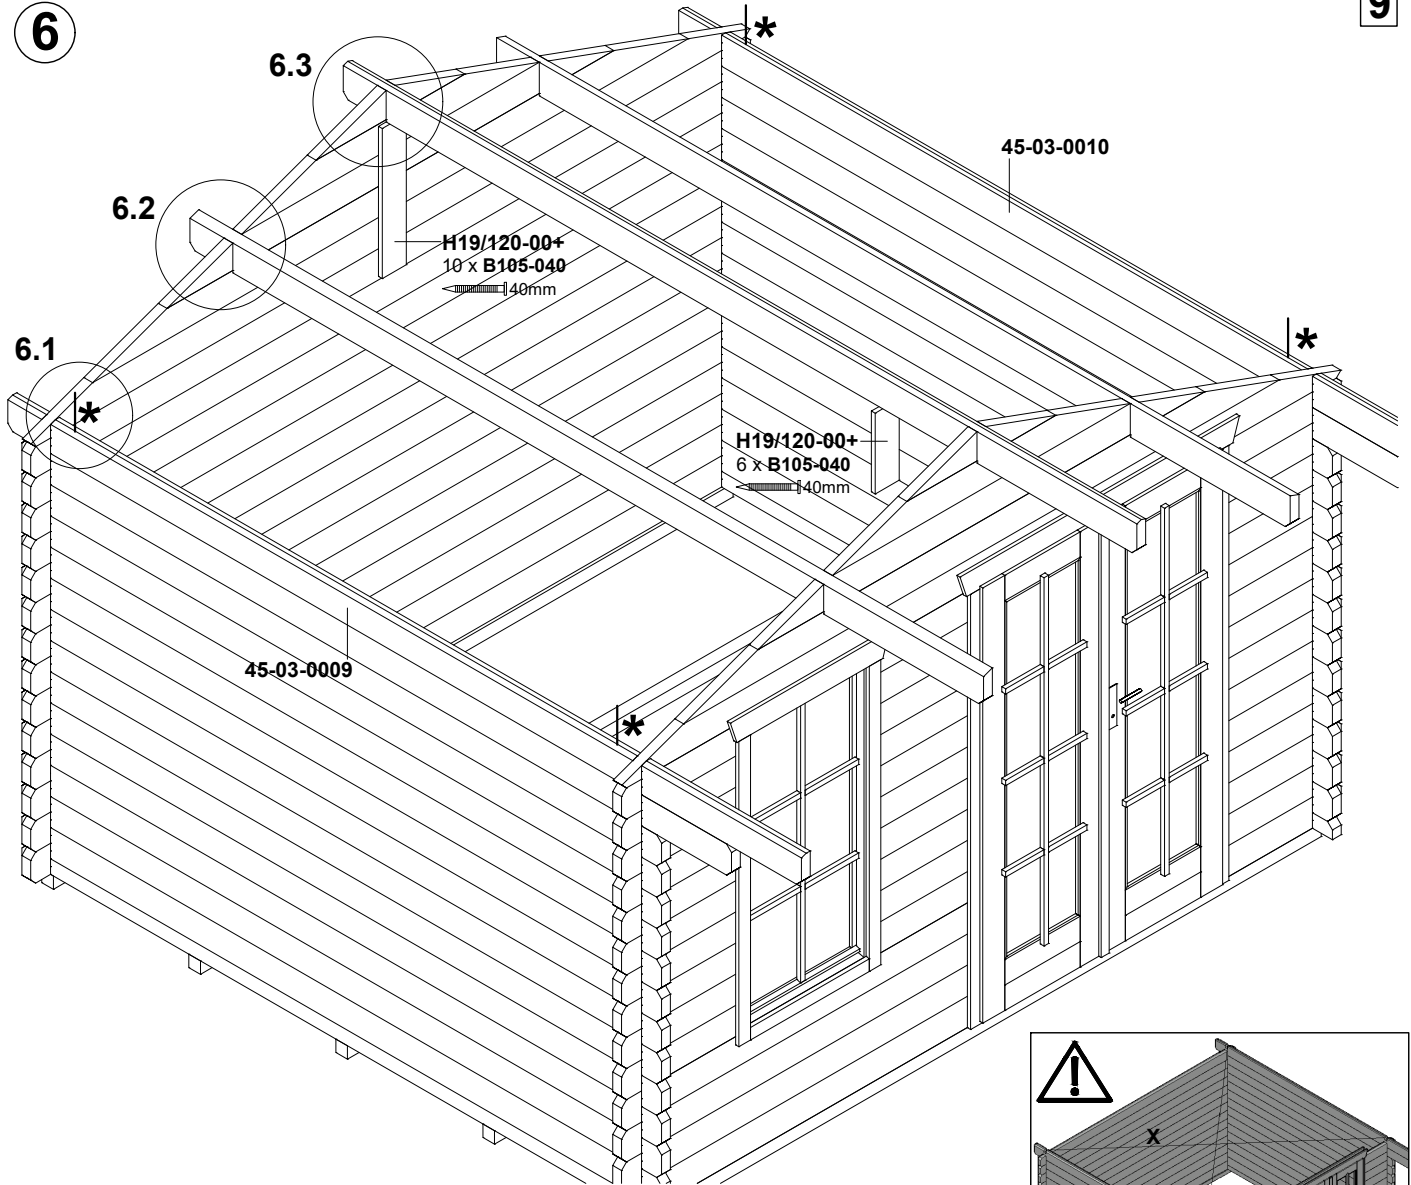 6
9
*
6.3
45-03-0010
6.2
H19/120-00+
10 x B105-040
40mm
*
6.1
*
H19/120-00+
6 x B105-040
40mm
45-03-0009
*
!
x